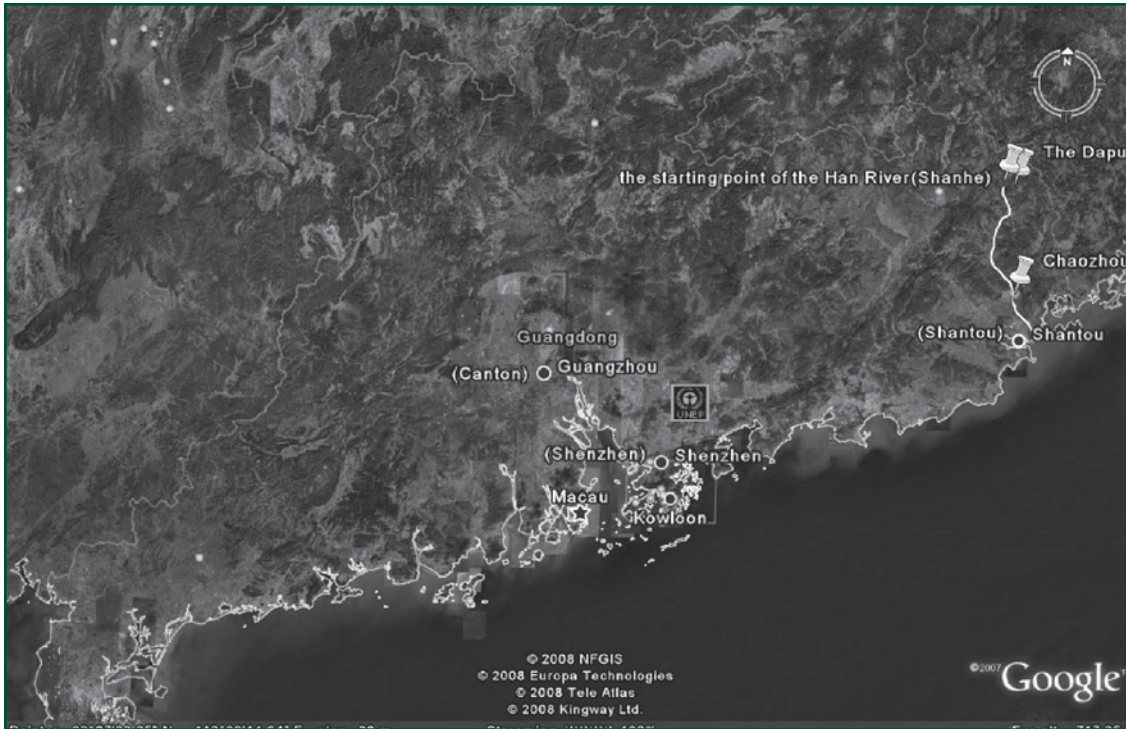 N
The Dapu
the starting point of the Han River(Shanhe)
Chaozhou
(Shantou) Shantou
Guangdong
(Canton) Guangzhou
UNEP
(Shenzhen) Shenzhen
Macau
Kowloon
© 2008 NFGIS
© 2008 Europa Technologies
© 2008 Tele Atlas
© 2008 Kingway Ltd.
©2007 Google